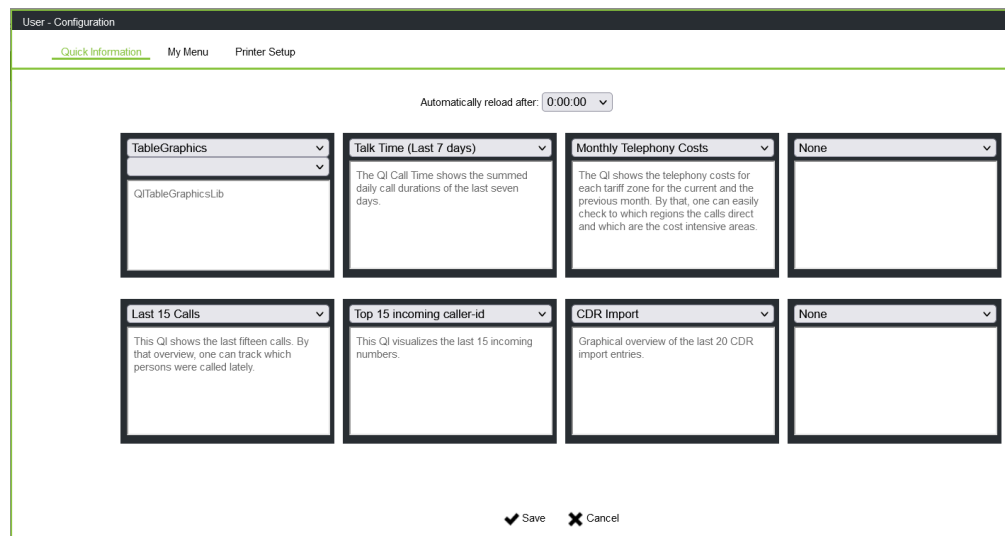 User - Configuration
Quick Information My Menu Printer Setup
Automatically reload after: 0:00:00
TableGraphics
QITableGraphicsLib
Talk Time (Last 7 days)
The QI Call Time shows the summed
daily call durations of the last seven
days.
Monthly Telephony Costs
The QI shows the telephony costs for
each tariff zone for the current and the
previous month. By that, one can easily
check to which regions the calls direct
and which are the cost intensive areas.
None
Last 15 Calls
This QI shows the last fifteen calls. By
that overview, one can track which
persons were called lately.
Top 15 incoming caller-id
This QI visualizes the last 15 incoming
numbers.
CDR Import
Graphical overview of the last 20 CDR
import entries.
None
Save Cancel